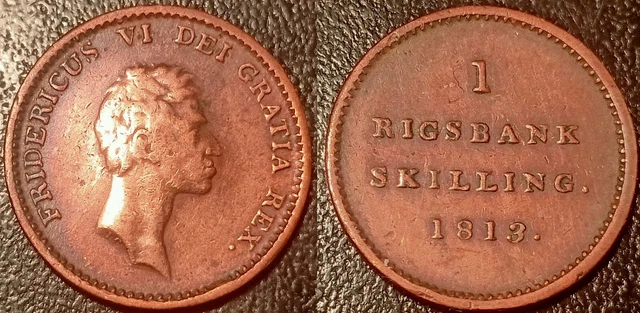 FRIDERICUS VI DEI GRATIA REX.
1
RIGSBANK
SKILLING.
1813.